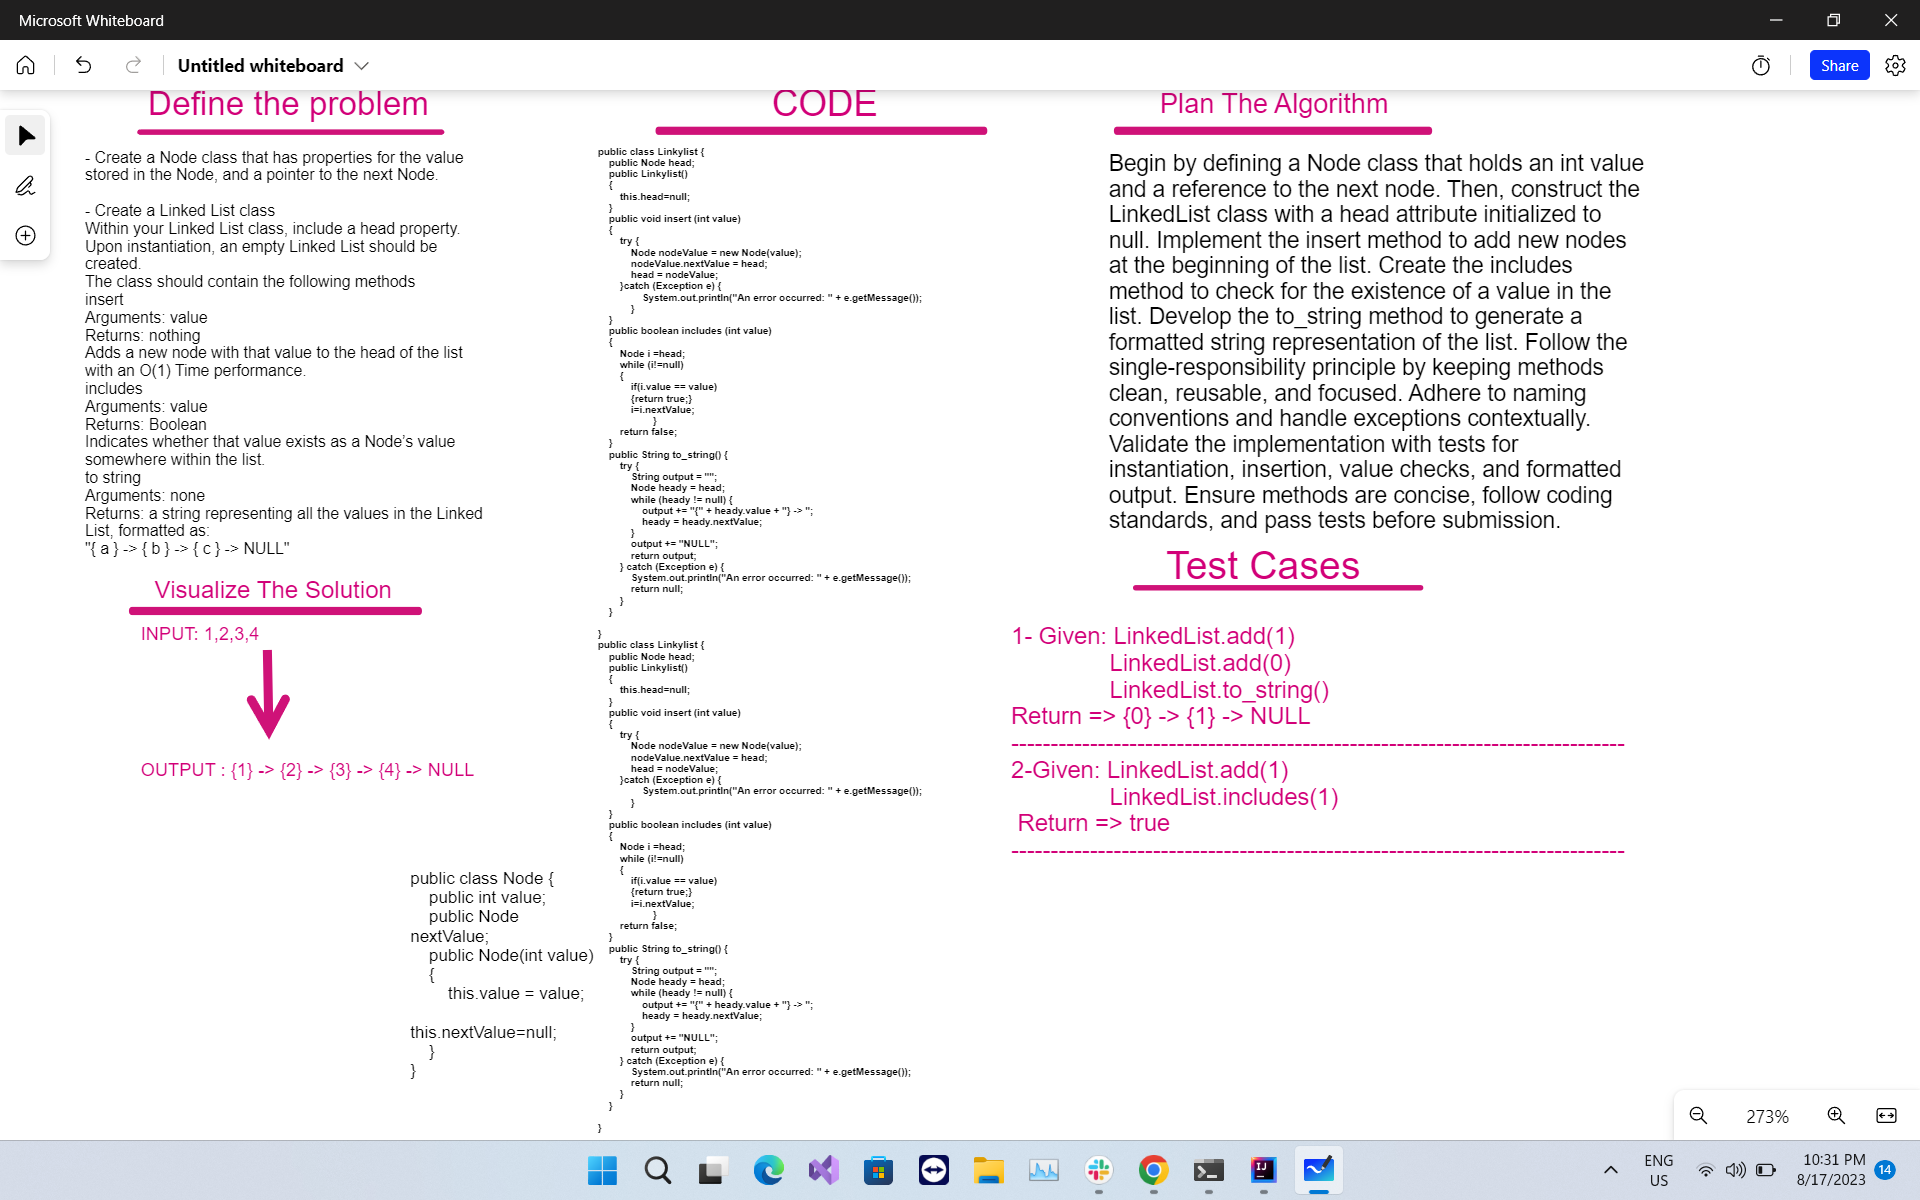 Microsoft Whiteboard
Untitled whiteboard
Share
Define the problem
- Create a Node class that has properties for the value
stored in the Node, and a pointer to the next Node.
- Create a Linked List class
Within your Linked List class, include a head property.
Upon instantiation, an empty Linked List should be
created.
The class should contain the following methods
insert
Arguments: value
Returns: nothing
Adds a new node with that value to the head of the list
with an O(1) Time performance.
includes
Arguments: value
Returns: Boolean
Indicates whether that value exists as a Node’s value
somewhere within the list.
to string
Arguments: none
Returns: a string representing all the values in the Linked
List, formatted as:
"{ a } -> { b } -> { c } -> NULL"
Visualize The Solution
INPUT: 1,2,3,4
OUTPUT : {1} -> {2} -> {3} -> {4} -> NULL
public class Node {
public int value;
public Node
nextValue;
public Node(int value)
{
this.value = value;
this.nextValue=null;
}
}
CODE
public class Linkylist {
public Node head;
public Linkylist()
{
this.head=null;
}
public void insert (int value)
{
try {
Node nodeValue = new Node(value);
nodeValue.nextValue = head;
head = nodeValue;
}catch (Exception e) {
System.out.println("An error occurred: " + e.getMessage());
}
}
public boolean includes (int value)
{
Node i =head;
while (i!=null)
{
if(i.value == value)
{return true;}
i=i.nextValue;
}
return false;
}
public String to_string() {
try {
String output = "";
Node heady = head;
while (heady != null) {
output += "{" + heady.value + "} -> ";
heady = heady.nextValue;
}
output += "NULL";
return output;
} catch (Exception e) {
System.out.println("An error occurred: " + e.getMessage());
return null;
}
}
}
public class Linkylist {
public Node head;
public Linkylist()
{
this.head=null;
}
public void insert (int value)
{
try {
Node nodeValue = new Node(value);
nodeValue.nextValue = head;
head = nodeValue;
}catch (Exception e) {
System.out.println("An error occurred: " + e.getMessage());
}
}
public boolean includes (int value)
{
Node i =head;
while (i!=null)
{
if(i.value == value)
{return true;}
i=i.nextValue;
}
return false;
}
public String to_string() {
try {
String output = "";
Node heady = head;
while (heady != null) {
output += "{" + heady.value + "} -> ";
heady = heady.nextValue;
}
output += "NULL";
return output;
} catch (Exception e) {
System.out.println("An error occurred: " + e.getMessage());
return null;
}
}
}
Plan The Algorithm
Begin by defining a Node class that holds an int value
and a reference to the next node. Then, construct the
LinkedList class with a head attribute initialized to
null. Implement the insert method to add new nodes
at the beginning of the list. Create the includes
method to check for the existence of a value in the
list. Develop the to_string method to generate a
formatted string representation of the list. Follow the
single-responsibility principle by keeping methods
clean, reusable, and focused. Adhere to naming
conventions and handle exceptions contextually.
Validate the implementation with tests for
instantiation, insertion, value checks, and formatted
output. Ensure methods are concise, follow coding
standards, and pass tests before submission.
Test Cases
1- Given: LinkedList.add(1)
LinkedList.add(0)
LinkedList.to_string()
Return => {0} -> {1} -> NULL
--------------------------------------------------------------------------------
2-Given: LinkedList.add(1)
LinkedList.includes(1)
Return => true
--------------------------------------------------------------------------------
273%
ENG
US
10:31 PM
8/17/2023
14
IJ